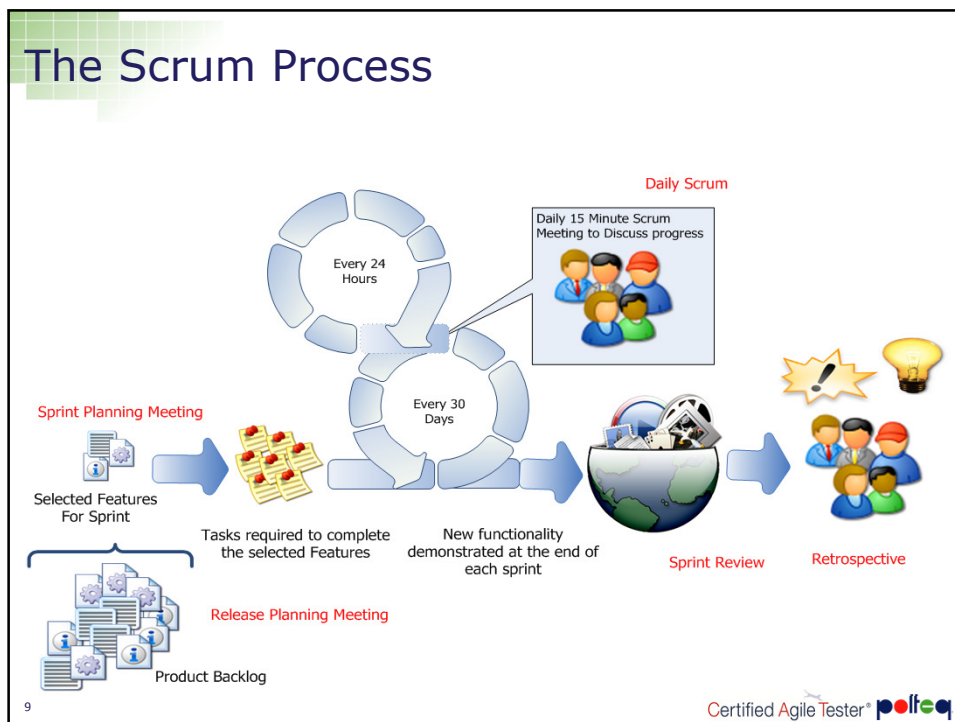 The Scrum Process
Daily Scrum
Daily 15 Minute Scrum
Meeting to Discuss progress
Every 24
Hours
Every 30
Days
Sprint Planning Meeting
Selected Features
For Sprint
Tasks required to complete
the selected Features
New functionality
demonstrated at the end of
each sprint
Sprint Review
Retrospective
Release Planning Meeting
Product Backlog
9
Certified Agile Tester®
polteq